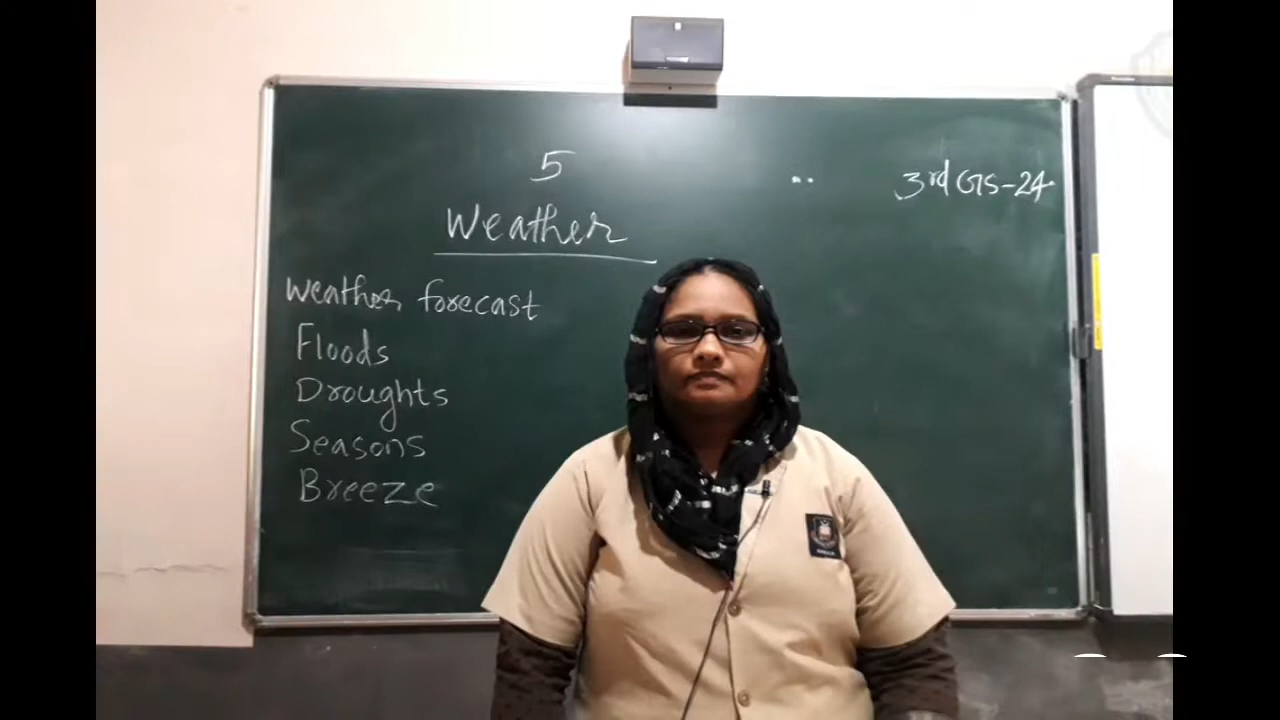 5
3rd GS-24
Weather
Weather forecast
Floods
Droughts
Seasons
Breeze